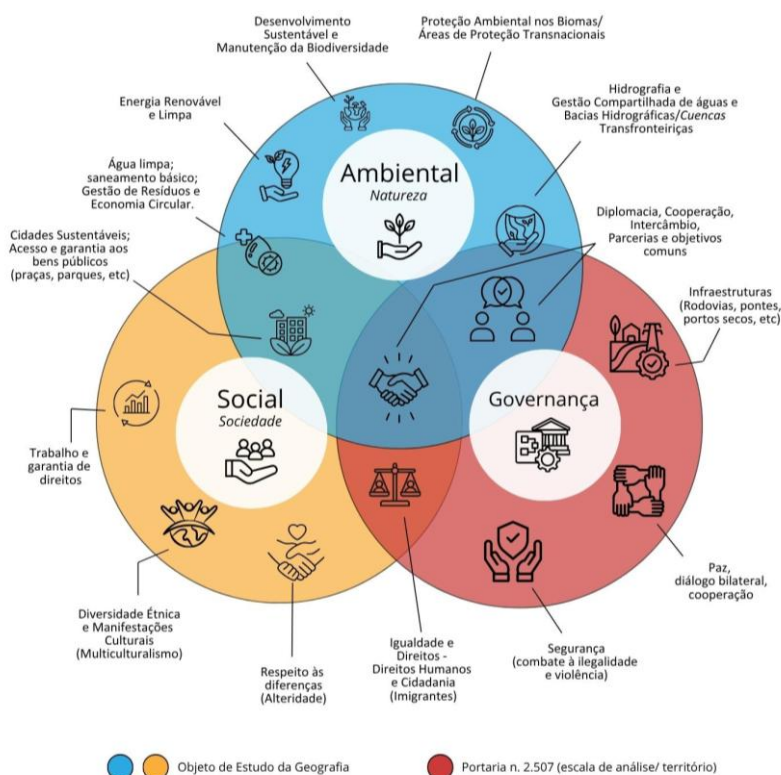 Desenvolvimento
Sustentável e
Manutenção da Biodiversidade
Proteção Ambiental nos Biomas/
Áreas de Proteção Transnacionais
Energia Renovável
e Limpa
Hidrografia e
Gestão Compartilhada de águas e
Bacias Hidrográficas/Cuencas
Transfronteiriças
Água limpa;
saneamento básico;
Gestão de Resíduos e
Economia Circular.
Ambiental
Natureza
Cidades Sustentáveis;
Acesso e garantia aos
bens públicos
(praças, parques, etc)
Diplomacia, Cooperação,
Intercâmbio,
Parcerias e objetivos
comuns
Infraestruturas
(Rodovias, pontes,
portos secos, etc)
Social
Sociedade
Governança
Trabalho e
garantia de
direitos
Paz,
diálogo bilateral,
cooperação
Diversidade Étnica
e Manifestações
Culturais
(Multiculturalismo)
Respeito às
diferenças
(Alteridade)
Igualdade e
Direitos -
Direitos Humanos
e Cidadania
(Imigrantes)
Segurança
(combate à ilegalidade
e violência)
Objeto de Estudo da Geografia
Portaria n. 2.507 (escala de análise/ território)